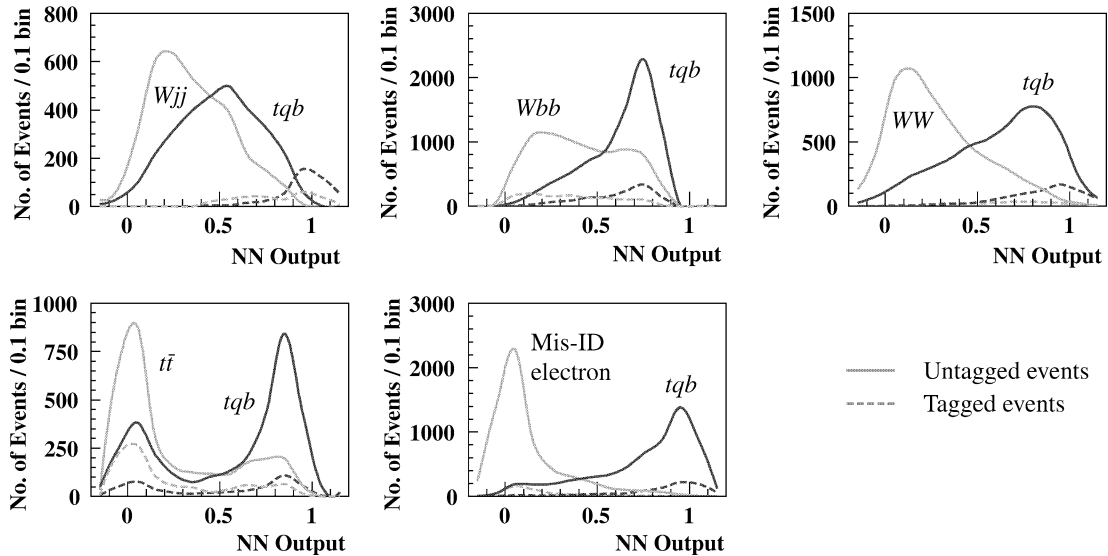 No. of Events / 0.1 bin
800
600
400
200
0
Wjj
tqb
0
0.5
1
NN Output
No. of Events / 0.1 bin
3000
2000
1000
0
Wbb
tqb
0
0.5
1
NN Output
No. of Events / 0.1 bin
1500
1000
500
0
WW
tqb
0
0.5
1
NN Output
No. of Events / 0.1 bin
1000
750
500
250
0
tt̄
tqb
0
0.5
1
NN Output
No. of Events / 0.1 bin
3000
2000
1000
0
Mis-ID
electron
tqb
0
0.5
1
NN Output
Untagged events
Tagged events